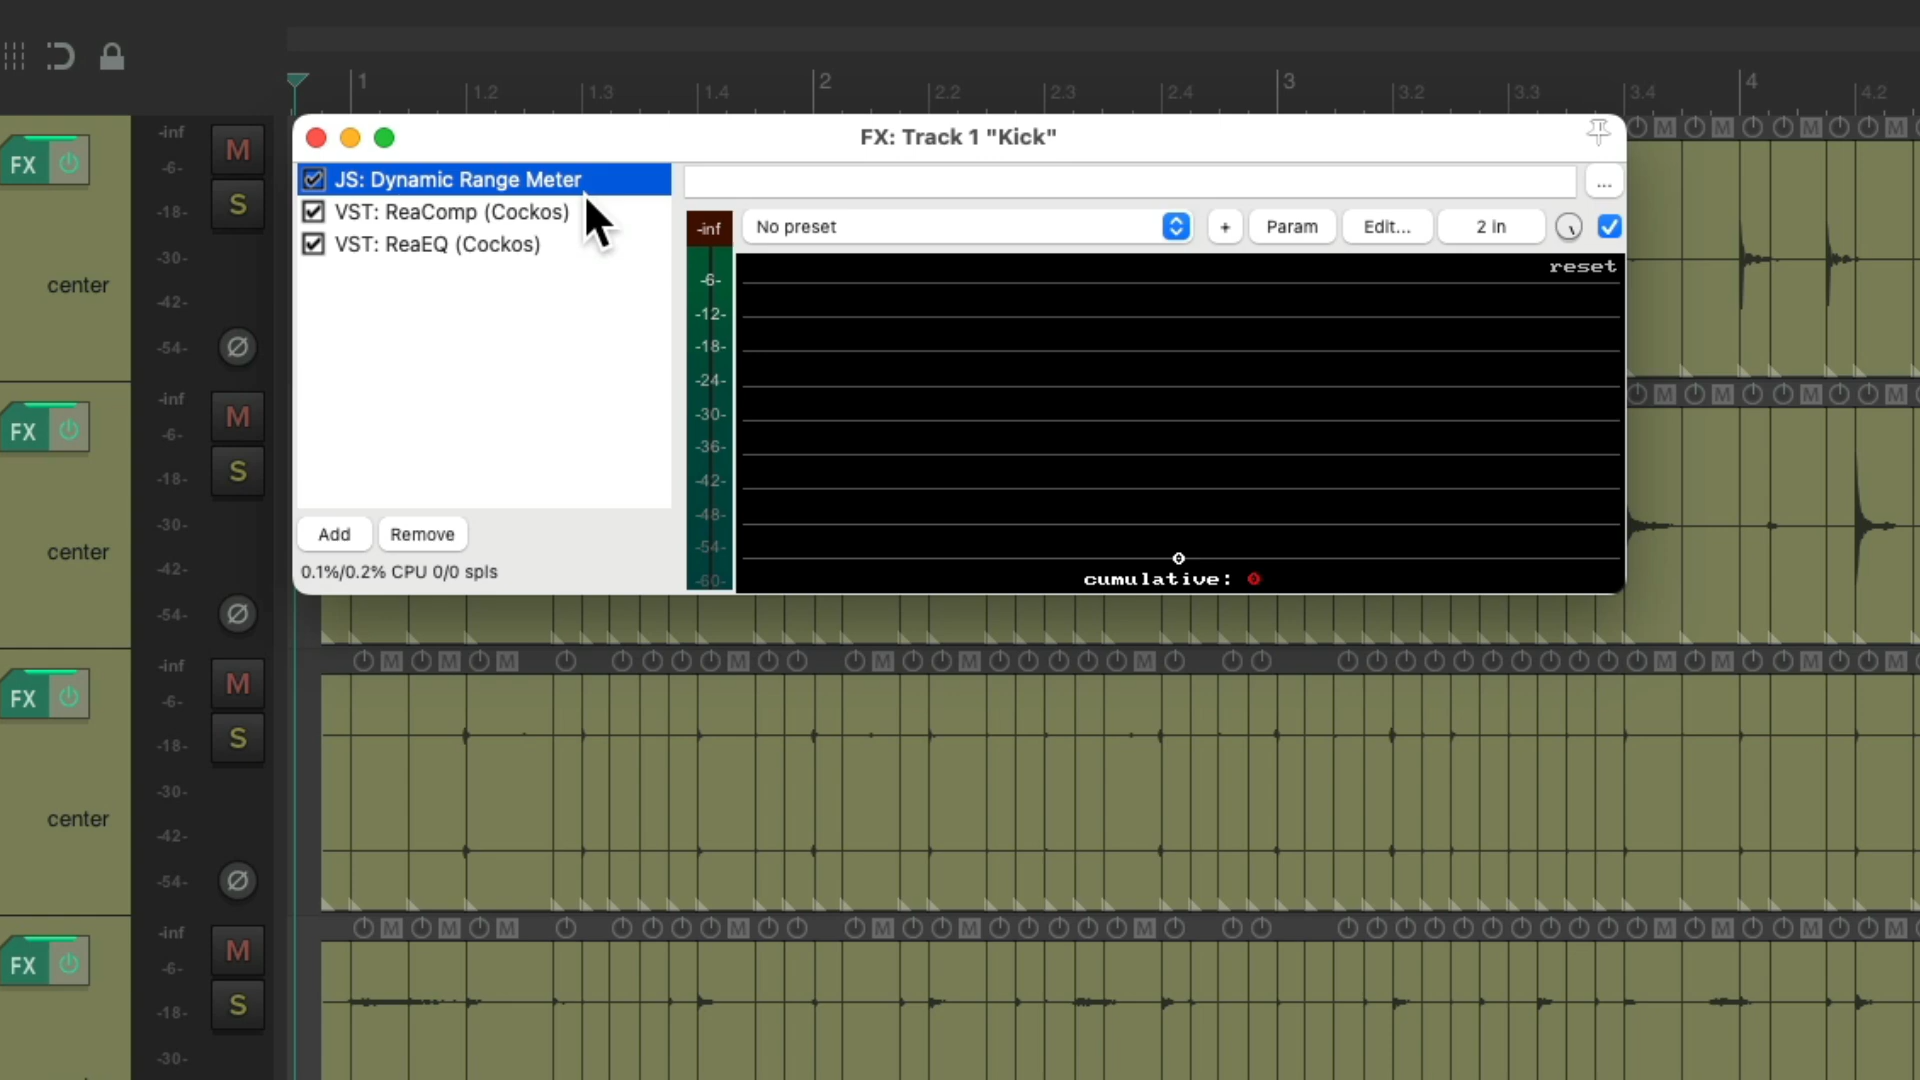 1 1.2 1.3 1.4 2 2.2 2.3 2.4 3 3.2 3.3 3.4 4 4.2
FX: Track 1 "Kick"
JS: Dynamic Range Meter
VST: ReaComp (Cockos)
VST: ReaEQ (Cockos)
Add Remove
0.1%/0.2% CPU 0/0 spls
...
No preset + Param Edit... 2 in
-inf
-6-
-12-
-18-
-24-
-30-
-36-
-42-
-48-
-54-
-60-
reset
0
cumulative: 0
FX
center
-inf
-6-
-18-
-30-
-42-
-54-
M
S
M M M M
FX
center
-inf
-6-
-18-
-30-
-42-
-54-
M
S
M M M M
FX
center
-inf
-6-
-18-
-30-
-42-
-54-
M
S
M M M M M M M M M M M M
FX
-inf
-6-
-18-
-30-
M
S
M M M M M M M M M M M M